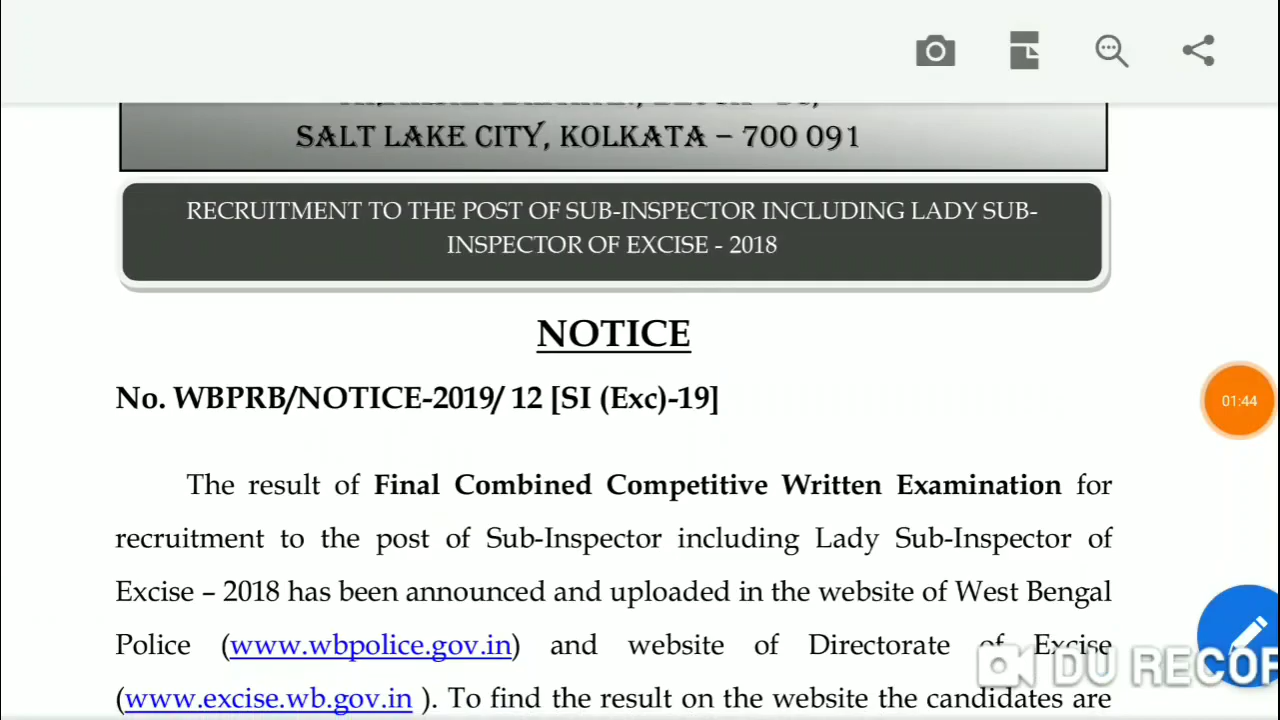 SALT LAKE CITY, KOLKATA – 700 091
RECRUITMENT TO THE POST OF SUB-INSPECTOR INCLUDING LADY SUB-
INSPECTOR OF EXCISE - 2018
NOTICE
No. WBPRB/NOTICE-2019/ 12 [SI (Exc)-19]
01:44
The result of Final Combined Competitive Written Examination for
recruitment to the post of Sub-Inspector including Lady Sub-Inspector of
Excise – 2018 has been announced and uploaded in the website of West Bengal
Police (www.wbpolice.gov.in) and website of Directorate of Excise
DU RECOR
(www.excise.wb.gov.in ). To find the result on the website the candidates are